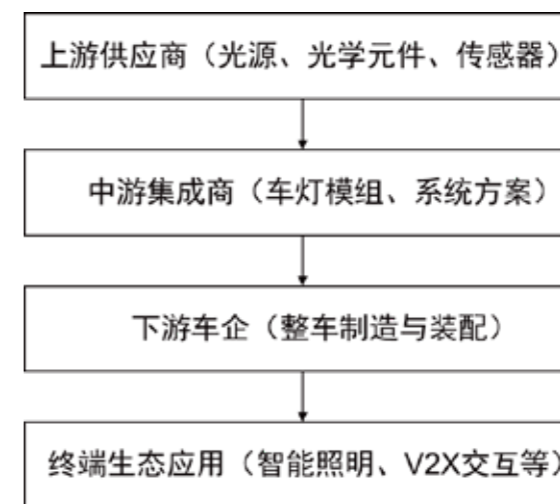 上游供应商（光源、光学元件、传感器）
中游集成商（车灯模组、系统方案）
下游车企（整车制造与装配）
终端生态应用（智能照明、V2X交互等）